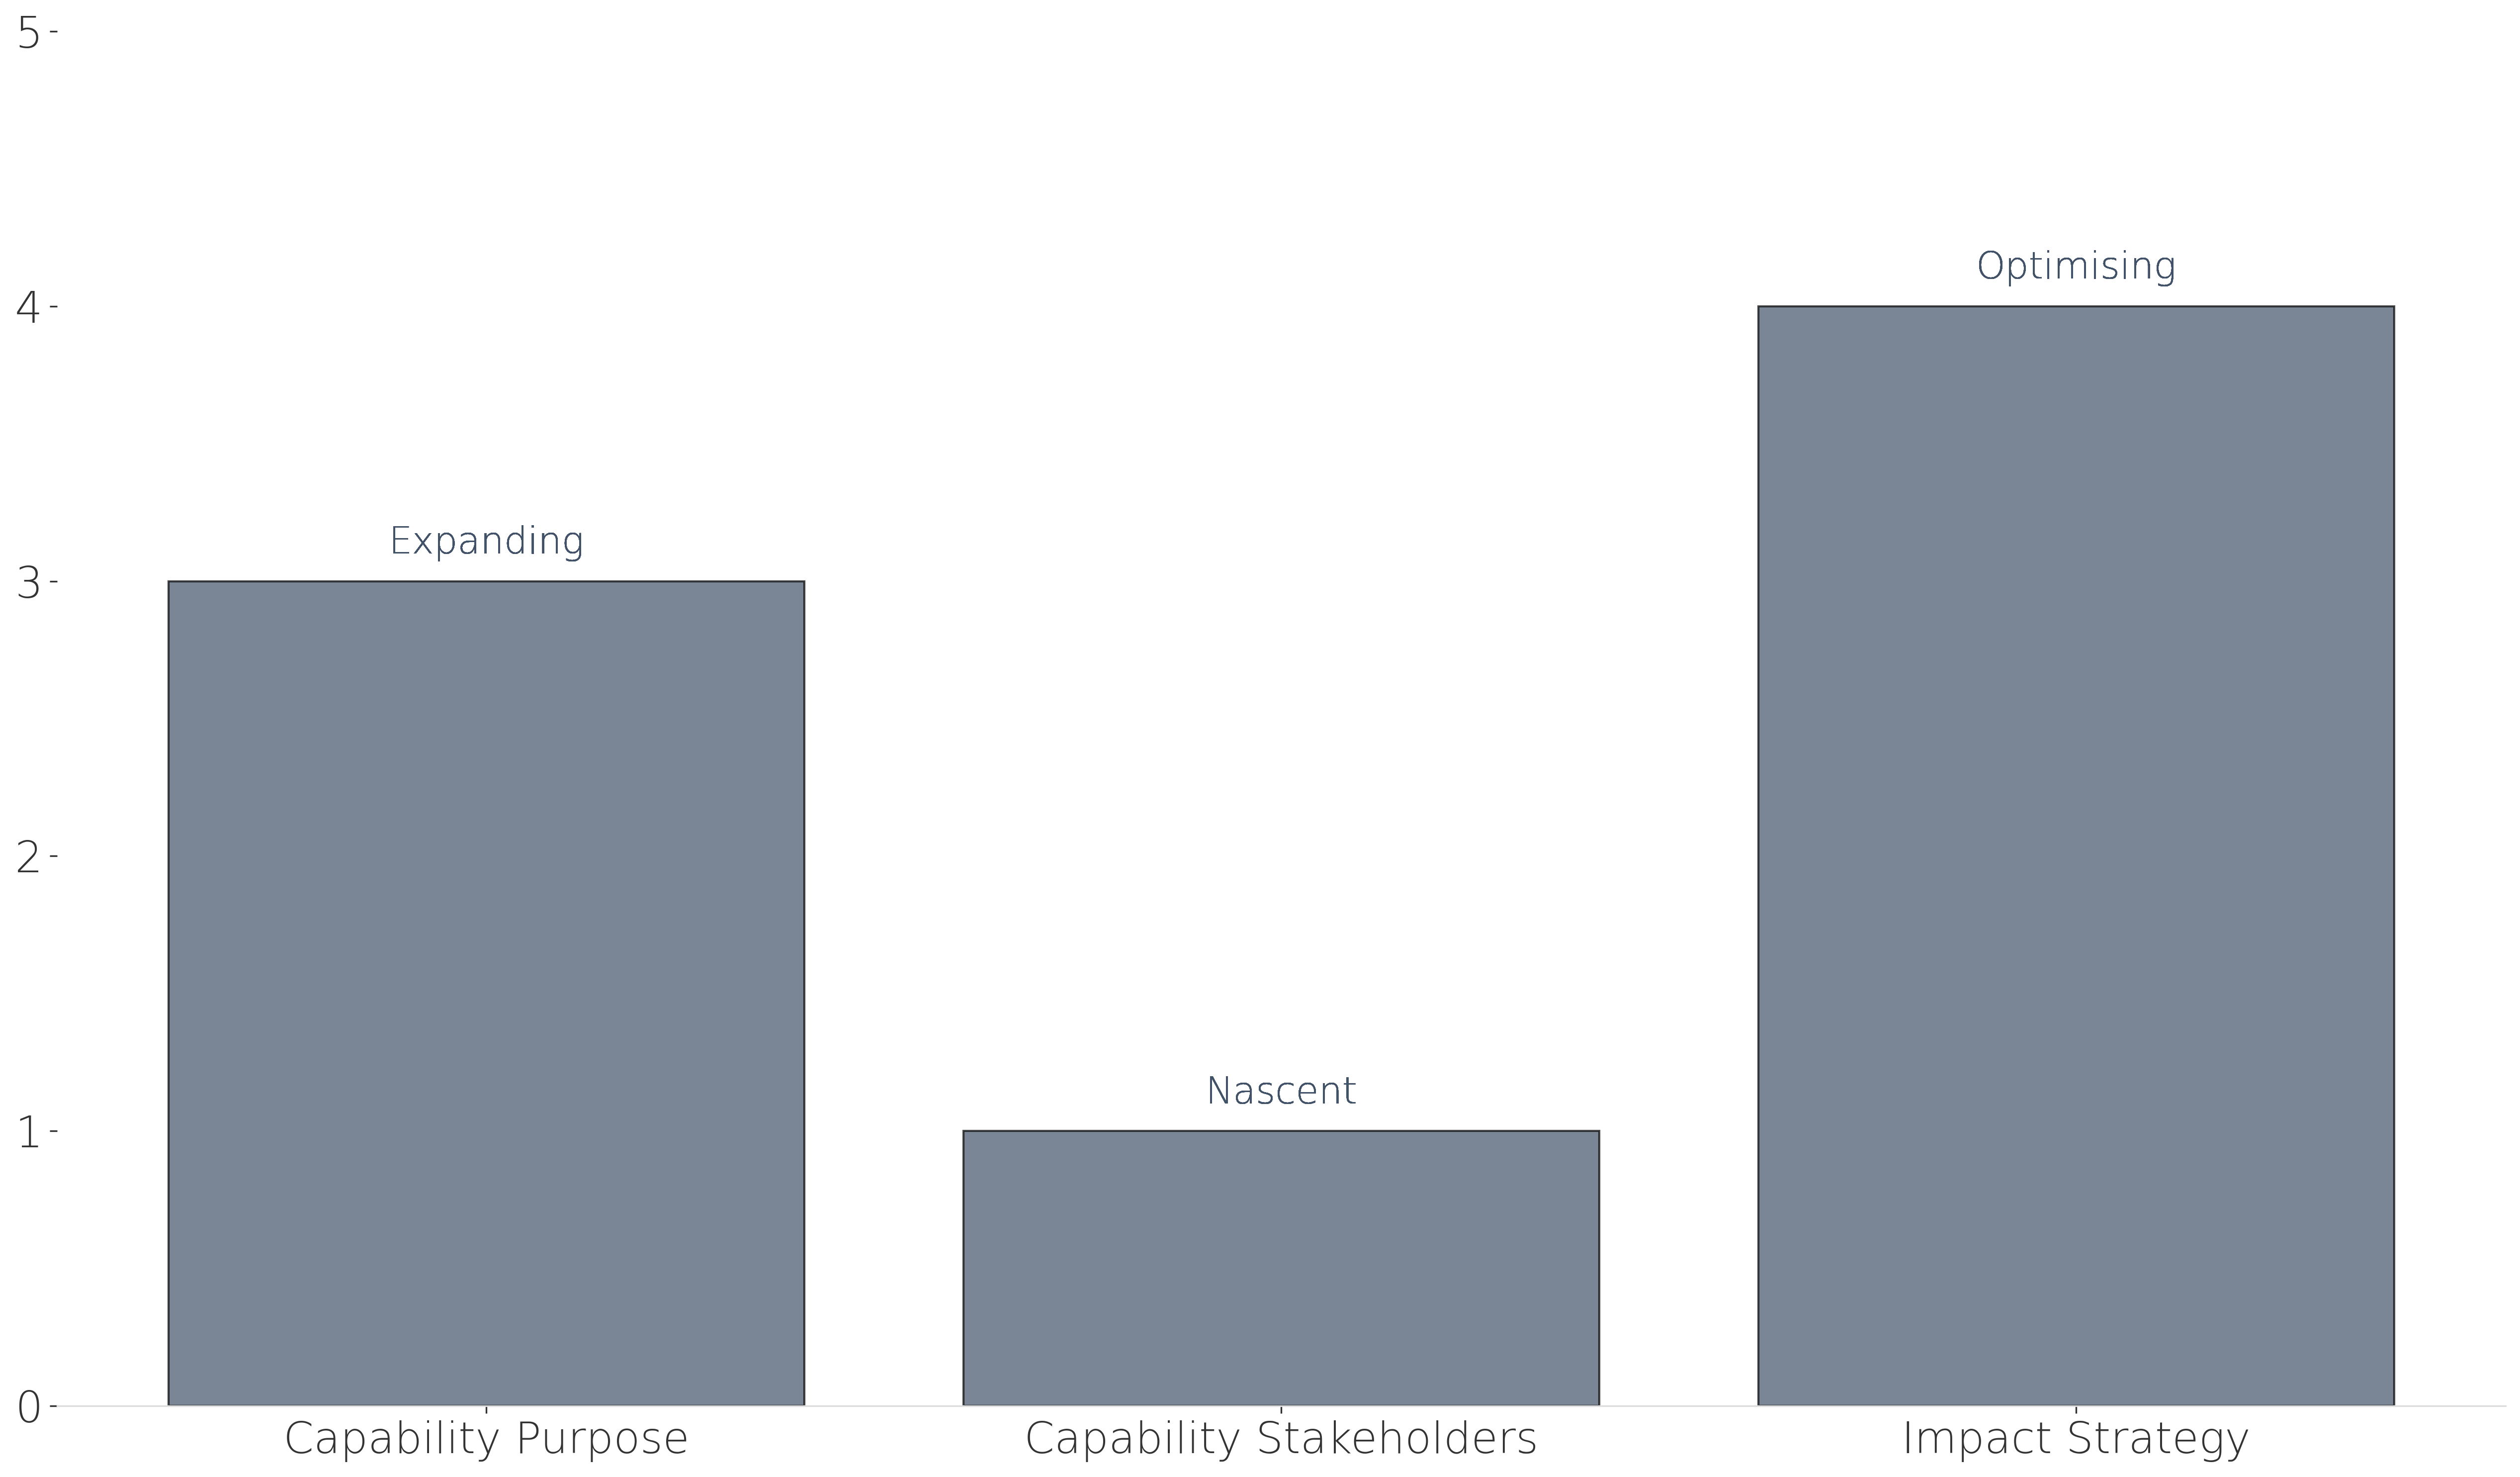 5
4
3
2
1
0
Optimising
Expanding
Nascent
Capability Purpose
Capability Stakeholders
Impact Strategy